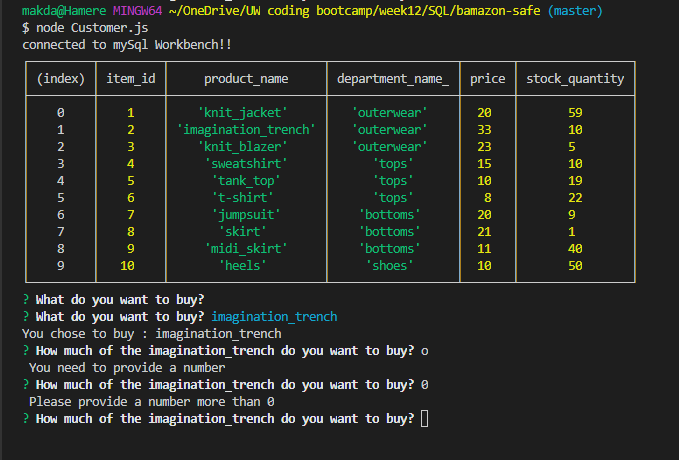 makda@Hamere MINGW64 ~/OneDrive/UW coding bootcamp/week12/SQL/bamazon-safe (master)
$ node Customer.js
connected to mySql Workbench!!
(index) item_id product_name department_name_ price stock_quantity
0 1 'knit_jacket' 'outerwear' 20 59
1 2 'imagination_trench' 'outerwear' 33 10
2 3 'knit_blazer' 'outerwear' 23 5
3 4 'sweatshirt' 'tops' 15 10
4 5 'tank_top' 'tops' 10 19
5 6 't-shirt' 'tops' 8 22
6 7 'jumpsuit' 'bottoms' 20 9
7 8 'skirt' 'bottoms' 21 1
8 9 'midi_skirt' 'bottoms' 11 40
9 10 'heels' 'shoes' 10 50
? What do you want to buy?
? What do you want to buy? imagination_trench
You chose to buy : imagination_trench
? How much of the imagination_trench do you want to buy? o
You need to provide a number
? How much of the imagination_trench do you want to buy? 0
Please provide a number more than 0
? How much of the imagination_trench do you want to buy?